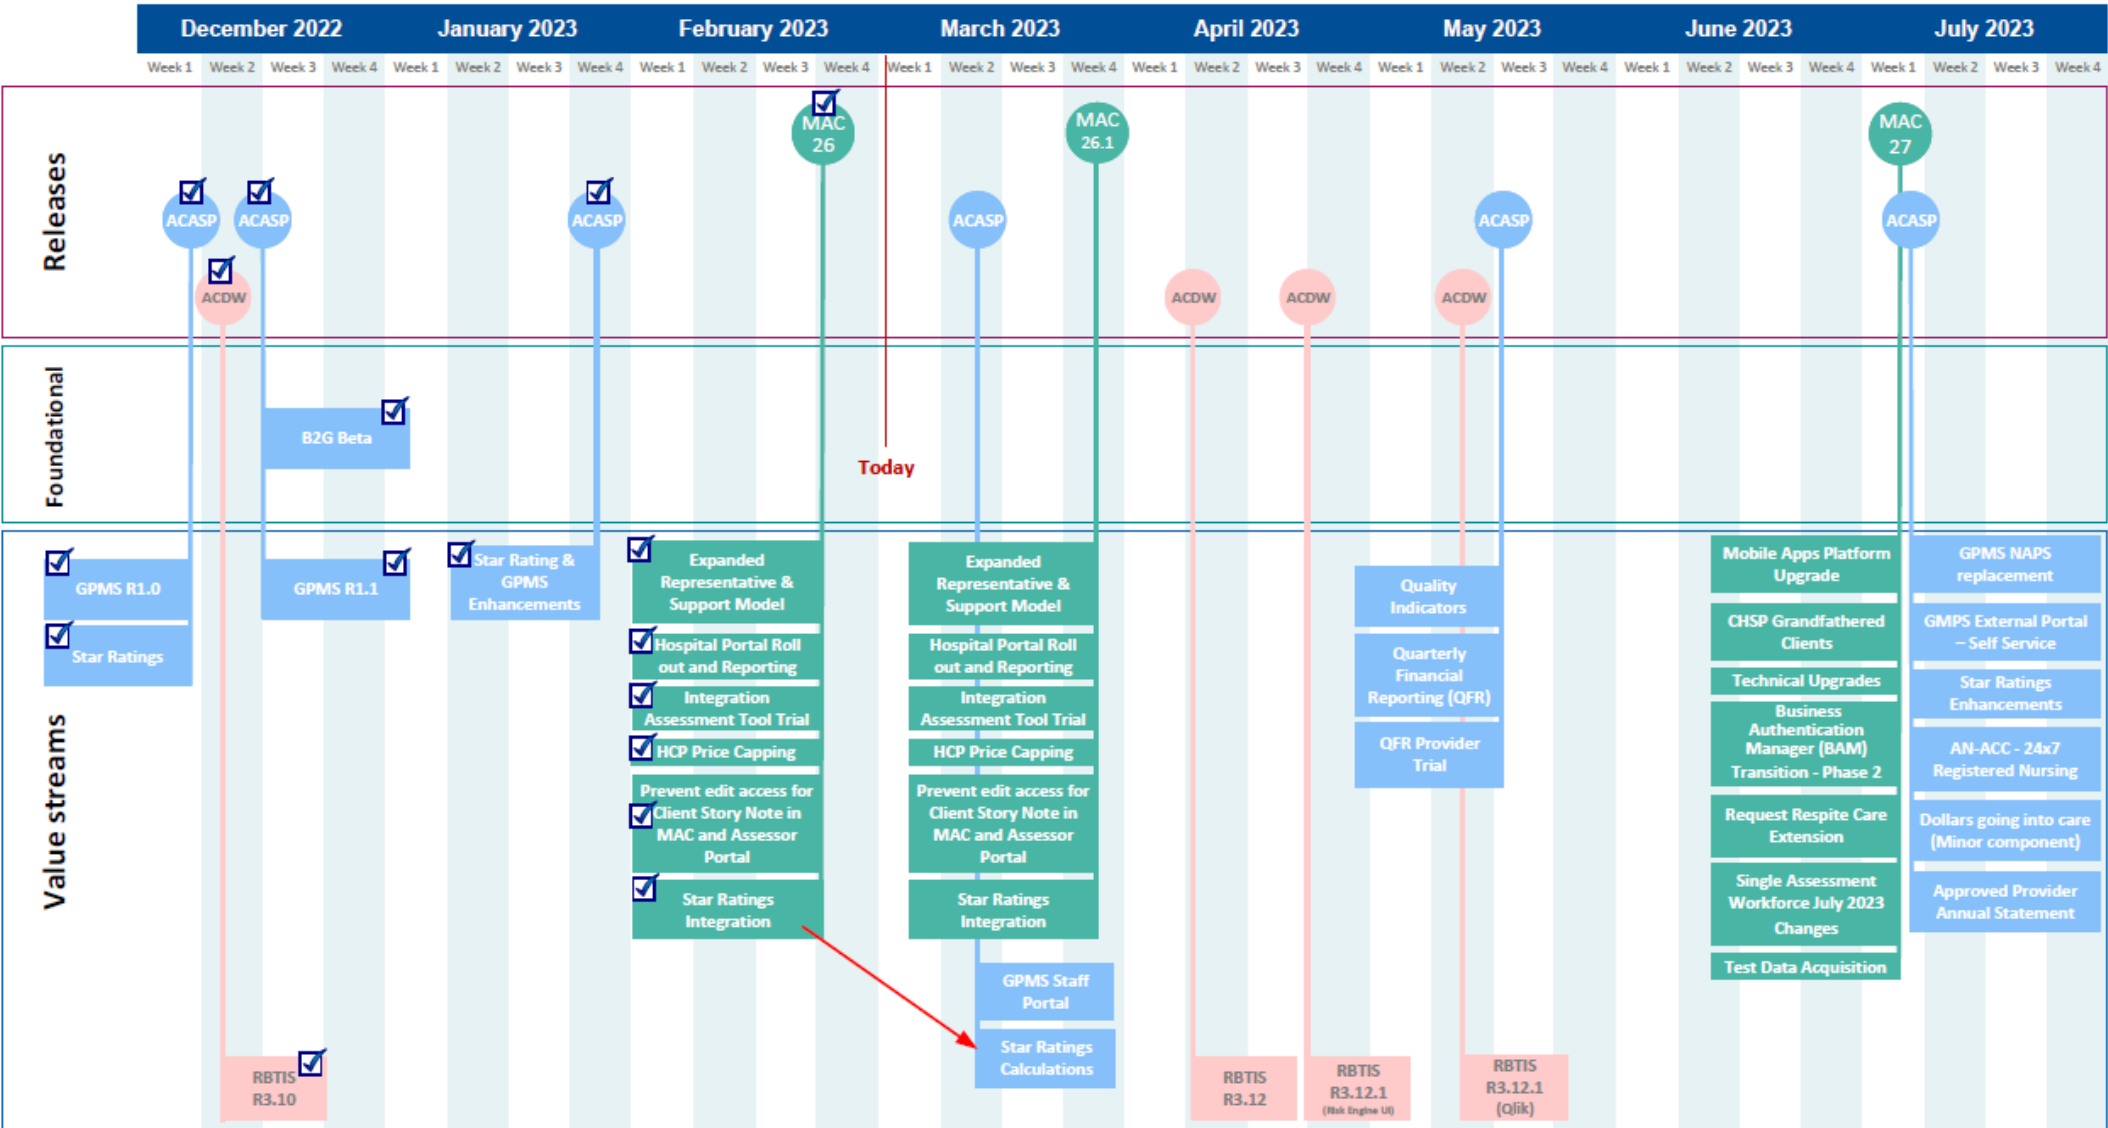 December 2022
January 2023
February 2023
March 2023
April 2023
May 2023
June 2023
July 2023
Week 1 Week 2 Week 3 Week 4 Week 1 Week 2 Week 3 Week 4 Week 1 Week 2 Week 3 Week 4 Week 1 Week 2 Week 3 Week 4 Week 1 Week 2 Week 3 Week 4 Week 1 Week 2 Week 3 Week 4 Week 1 Week 2 Week 3 Week 4 Week 1 Week 2 Week 3 Week 4
Releases
MAC
26
MAC
26.1
MAC
27
ACASP
ACASP
ACASP
ACASP
ACASP
ACASP
ACDW
ACDW
ACDW
ACDW
Foundational
B2G Beta
Today
Value streams
GPMS R1.0
Star Ratings
GPMS R1.1
Star Rating &
GPMS
Enhancements
Expanded
Representative &
Support Model
Hospital Portal Roll
out and Reporting
Integration
Assessment Tool Trial
HCP Price Capping
Prevent edit access for
Client Story Note in
MAC and Assessor
Portal
Star Ratings
Integration
Expanded
Representative &
Support Model
Hospital Portal Roll
out and Reporting
Integration
Assessment Tool Trial
HCP Price Capping
Prevent edit access for
Client Story Note in
MAC and Assessor
Portal
Star Ratings
Integration
GPMS Staff
Portal
Star Ratings
Calculations
Quality
Indicators
Quarterly
Financial
Reporting (QFR)
QFR Provider
Trial
Mobile Apps Platform
Upgrade
CHSP Grandfathered
Clients
Technical Upgrades
Business
Authentication
Manager (BAM)
Transition - Phase 2
Request Respite Care
Extension
Single Assessment
Workforce July 2023
Changes
Test Data Acquisition
GPMS NAPS
replacement
GMPS External Portal
– Self Service
Star Ratings
Enhancements
AN-ACC - 24x7
Registered Nursing
Dollars going into care
(Minor component)
Approved Provider
Annual Statement
RBTIS
R3.10
RBTIS
R3.12
RBTIS
R3.12.1
(Risk Engine UI)
RBTIS
R3.12.1
(Qlik)